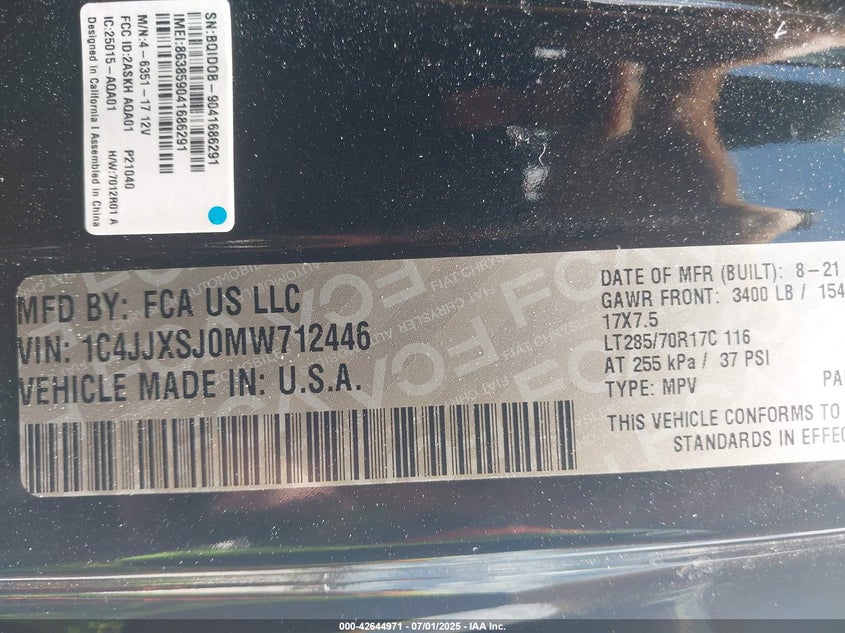 SN:BQIDOB-9041686291
IMEI:863859041686291
M/N:4-6351-17 12V
FCC ID:2ASKH AQA01 P21040
IC:25015-AQA01 H/W:7012R01 A
Designed in California I Assembled in China
MFD BY: FCA US LLC
VIN: 1C4JJXSJ0MW712446
VEHICLE MADE IN: U.S.A.
DATE OF MFR (BUILT): 8-21
GAWR FRONT: 3400 LB / 154
17X7.5
LT285/70R17C 116
AT 255 kPa / 37 PSI
TYPE: MPV PA
THIS VEHICLE CONFORMS TO
STANDARDS IN EFFEC
000-42644971 - 07/01/2025 - IAA Inc.